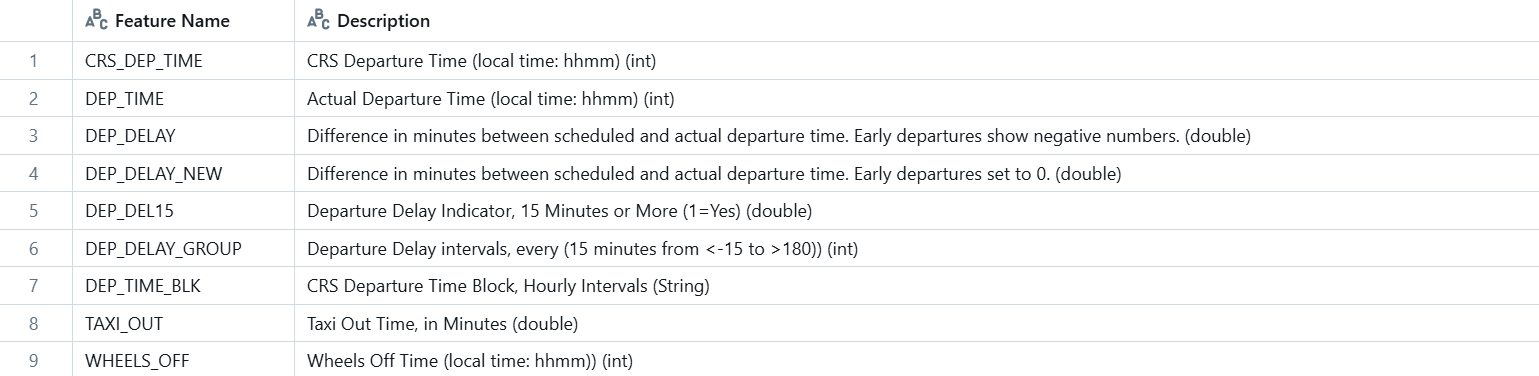 ABC Feature Name ABC Description
1 CRS_DEP_TIME CRS Departure Time (local time: hhmm) (int)
2 DEP_TIME Actual Departure Time (local time: hhmm) (int)
3 DEP_DELAY Difference in minutes between scheduled and actual departure time. Early departures show negative numbers. (double)
4 DEP_DELAY_NEW Difference in minutes between scheduled and actual departure time. Early departures set to 0. (double)
5 DEP_DEL15 Departure Delay Indicator, 15 Minutes or More (1=Yes) (double)
6 DEP_DELAY_GROUP Departure Delay intervals, every (15 minutes from <-15 to >180)) (int)
7 DEP_TIME_BLK CRS Departure Time Block, Hourly Intervals (String)
8 TAXI_OUT Taxi Out Time, in Minutes (double)
9 WHEELS_OFF Wheels Off Time (local time: hhmm)) (int)